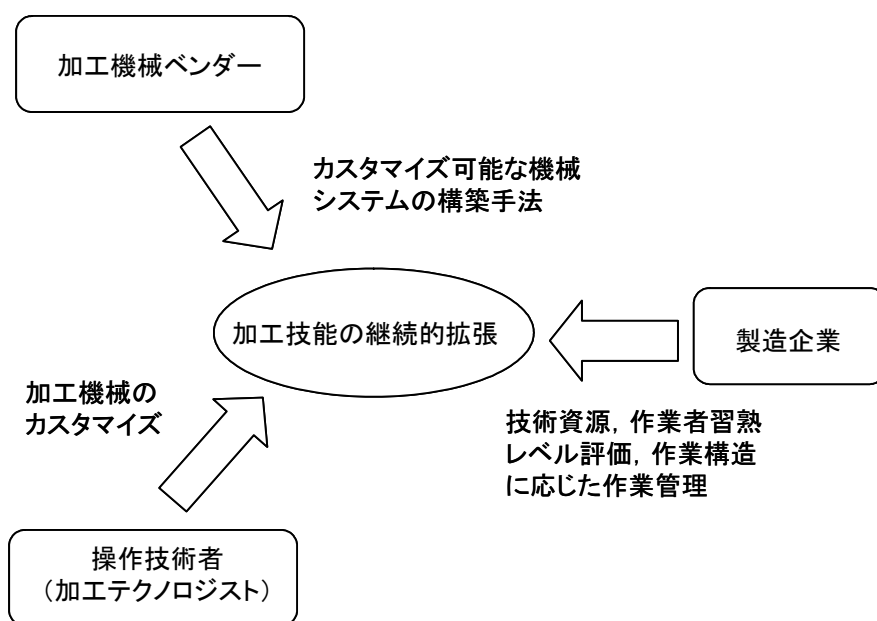 加工機械ベンダー
カスタマイズ可能な機械
システムの構築手法
加工技能の継続的拡張
製造企業
加工機械の
カスタマイズ
技術資源，作業者習熟
レベル評価，作業構造
に応じた作業管理
操作技術者
（加工テクノロジスト）